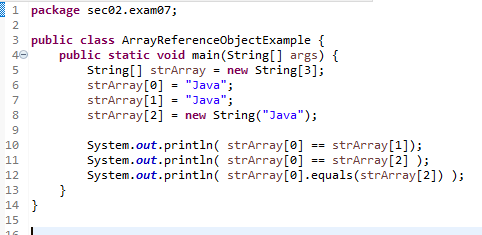 1 package sec02.exam07;
2
3 public class ArrayReferenceObjectExample {
4 public static void main(String[] args) {
5 String[] strArray = new String[3];
6 strArray[0] = "Java";
7 strArray[1] = "Java";
8 strArray[2] = new String("Java");
9
10 System.out.println( strArray[0] == strArray[1]);
11 System.out.println( strArray[0] == strArray[2] );
12 System.out.println( strArray[0].equals(strArray[2]) );
13 }
14 }
15
16